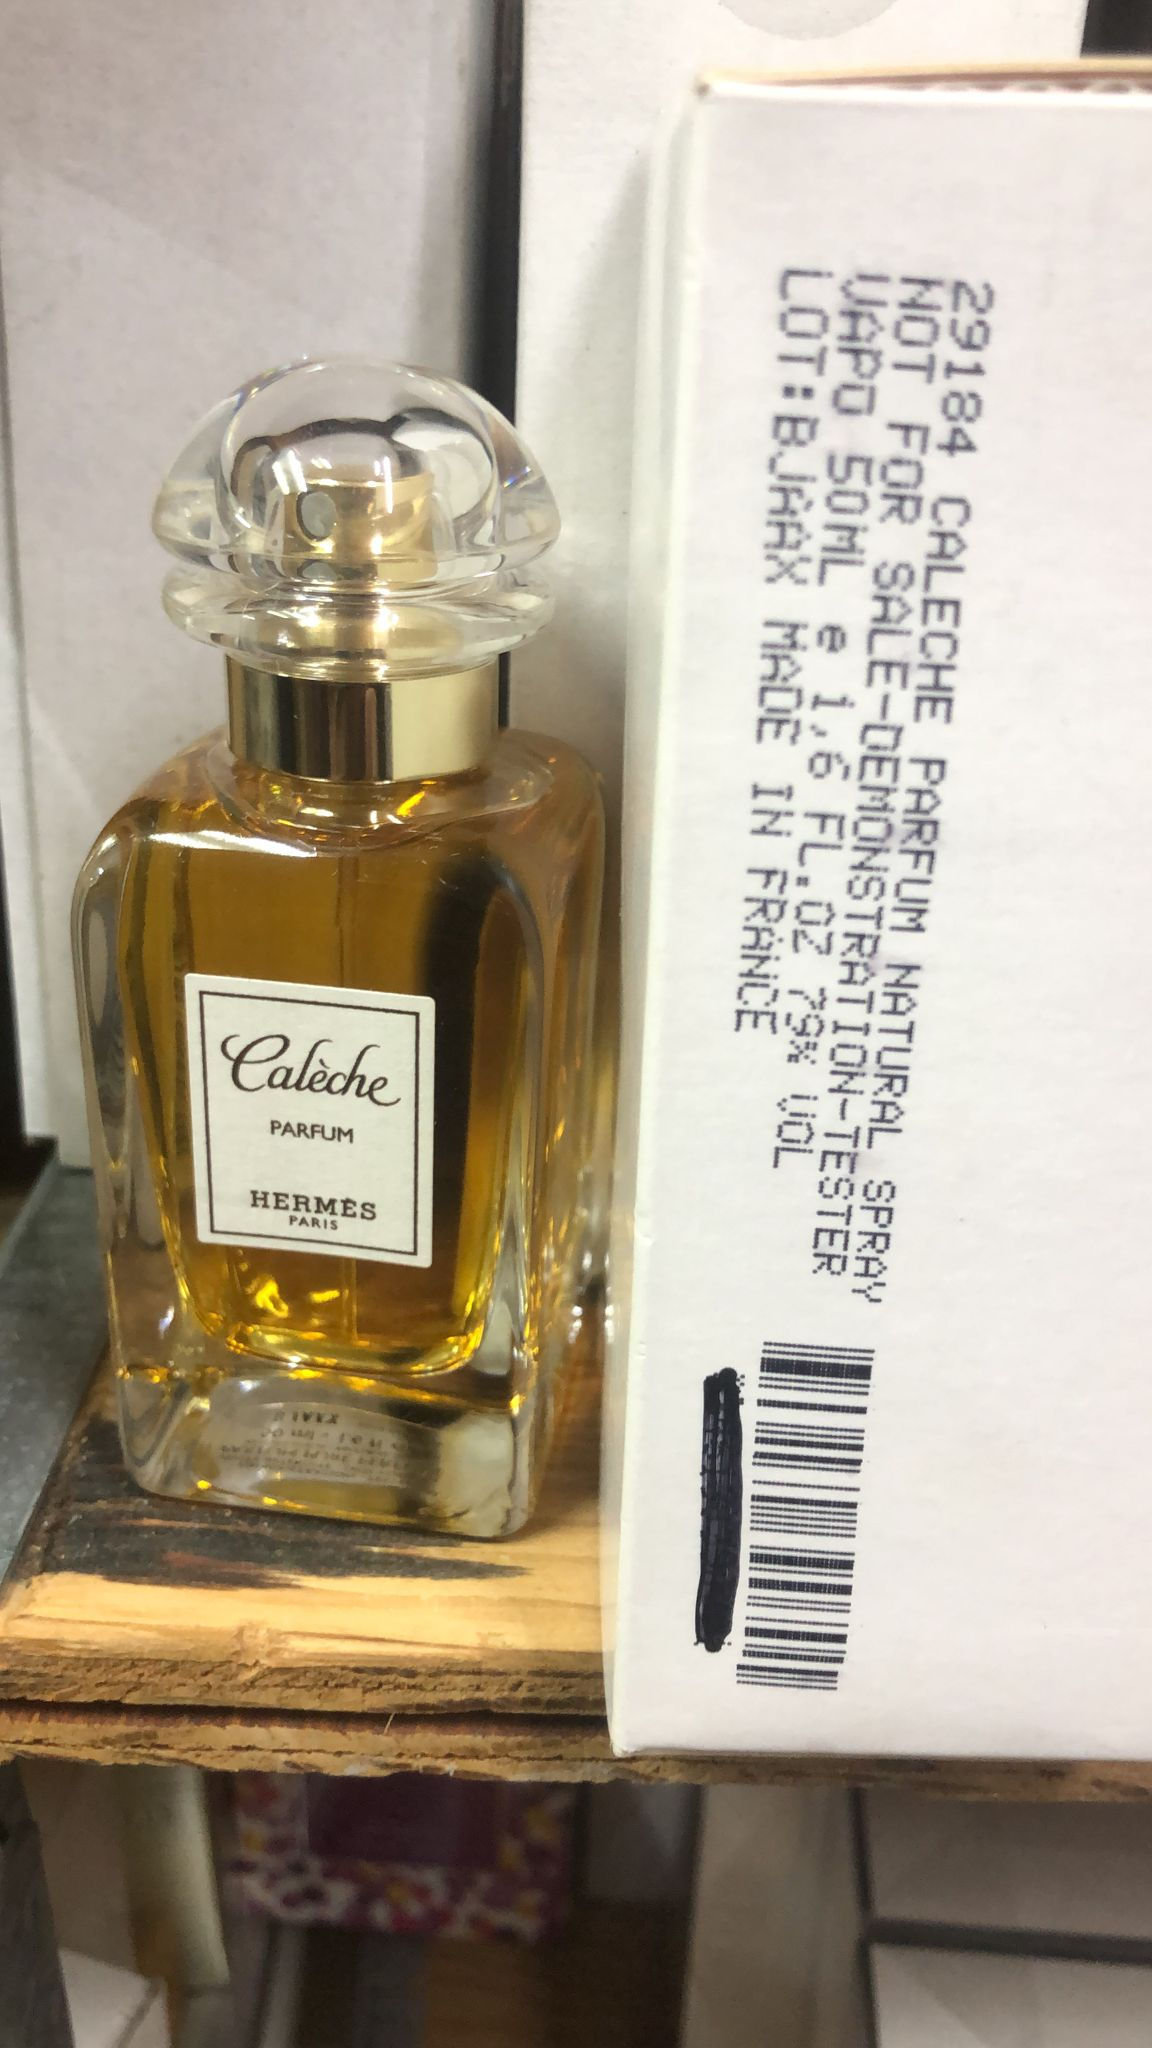 Calèche
PARFUM
HERMÈS
PARIS
29184 CALECHE PARFUM NATURAL SPRAY
NOT FOR SALE-DEMONSTRATION-TESTER
VAPO 50ML e 1,6 FL.OZ 79% VOL
LOT:BJAAX MADE IN FRANCE